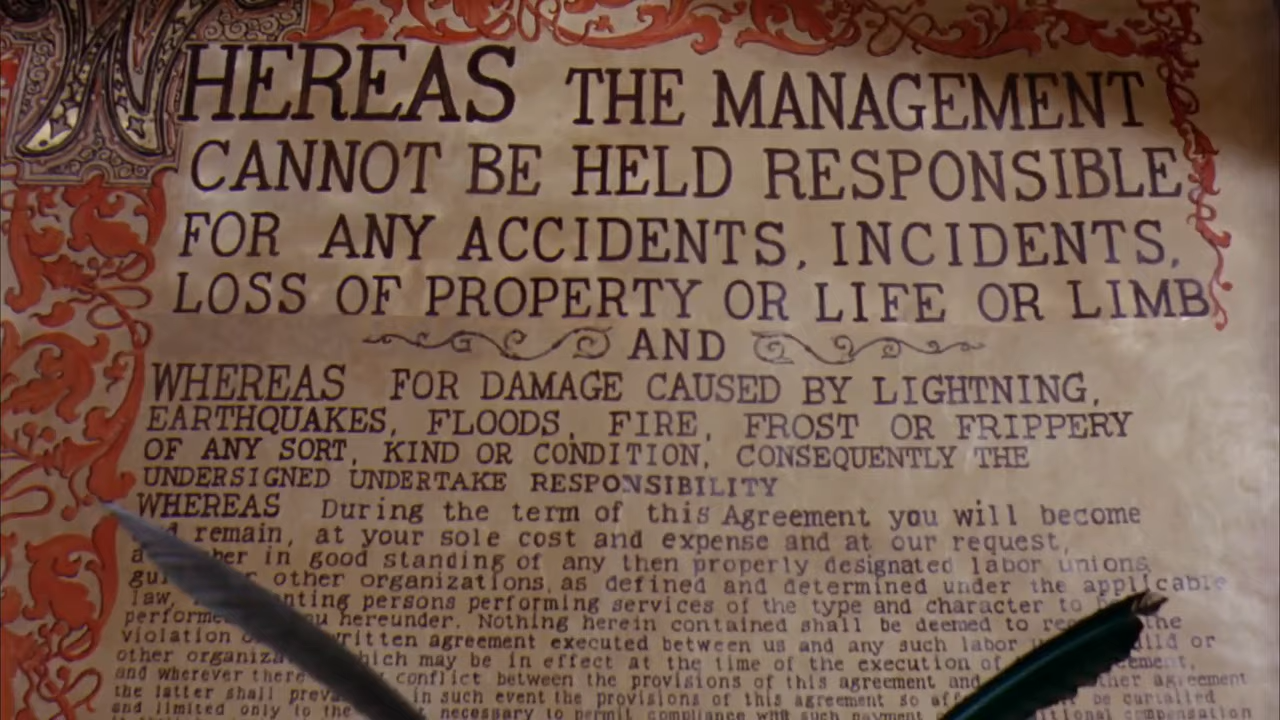 WHEREAS THE MANAGEMENT
CANNOT BE HELD RESPONSIBLE
FOR ANY ACCIDENTS, INCIDENTS,
LOSS OF PROPERTY OR LIFE OR LIMB
AND
WHEREAS FOR DAMAGE CAUSED BY LIGHTNING,
EARTHQUAKES, FLOODS, FIRE, FROST OR FRIPPERY
OF ANY SORT, KIND OR CONDITION, CONSEQUENTLY THE
UNDERSIGNED UNDERTAKE RESPONSIBILITY
WHEREAS During the term of this Agreement you will become
remain, at your sole cost and expense and at our request,
in good standing of any then properly designated labor unions
other organizations, as defined and determined under the applicable
law, persons performing services of the type and character to
hereunder. Nothing herein contained shall be deemed to the
violation written agreement executed between us and any such labor or
other which may be in effect at the time of the execution of
and wherever conflict between the provisions of this agreement and agreement
the latter shall in such event the provisions of this agreement so be curtailed
and limited only to the necessary to permit compliance with such payment